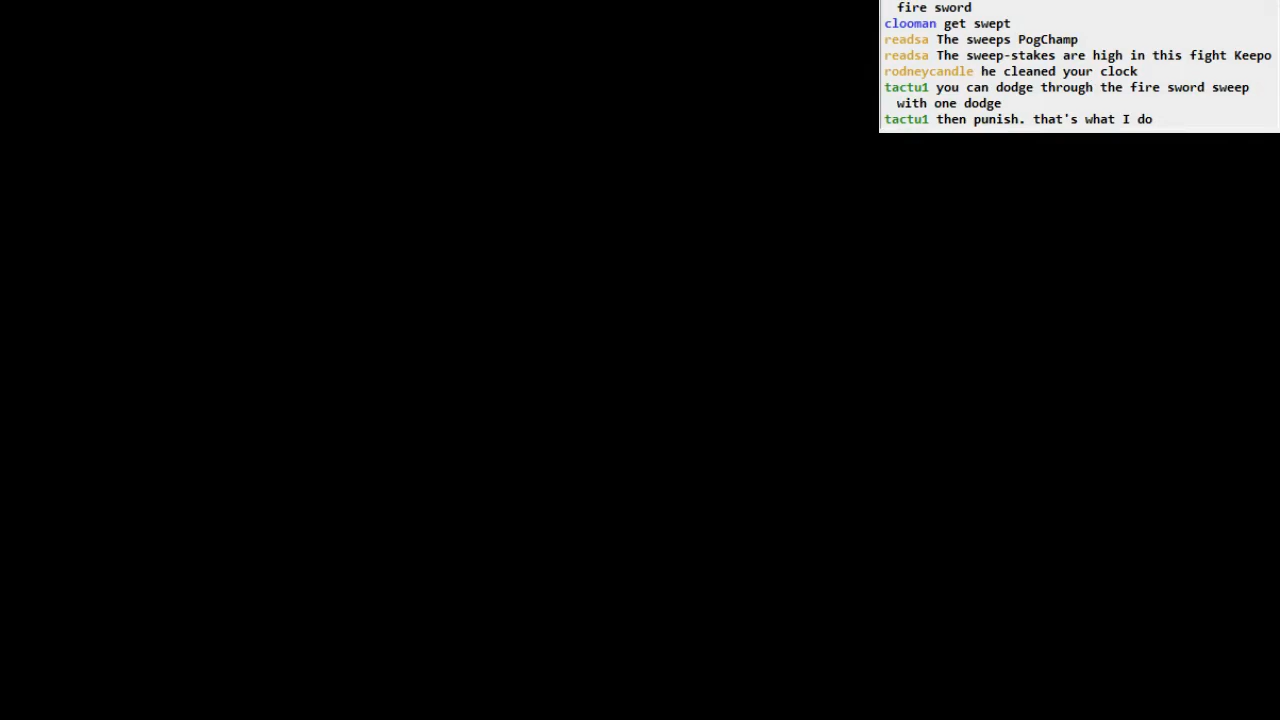 fire sword
clooman get swept
readsa The sweeps PogChamp
readsa The sweep-stakes are high in this fight Keepo
rodneycandle he cleaned your clock
tactu1 you can dodge through the fire sword sweep
with one dodge
tactu1 then punish. that's what I do